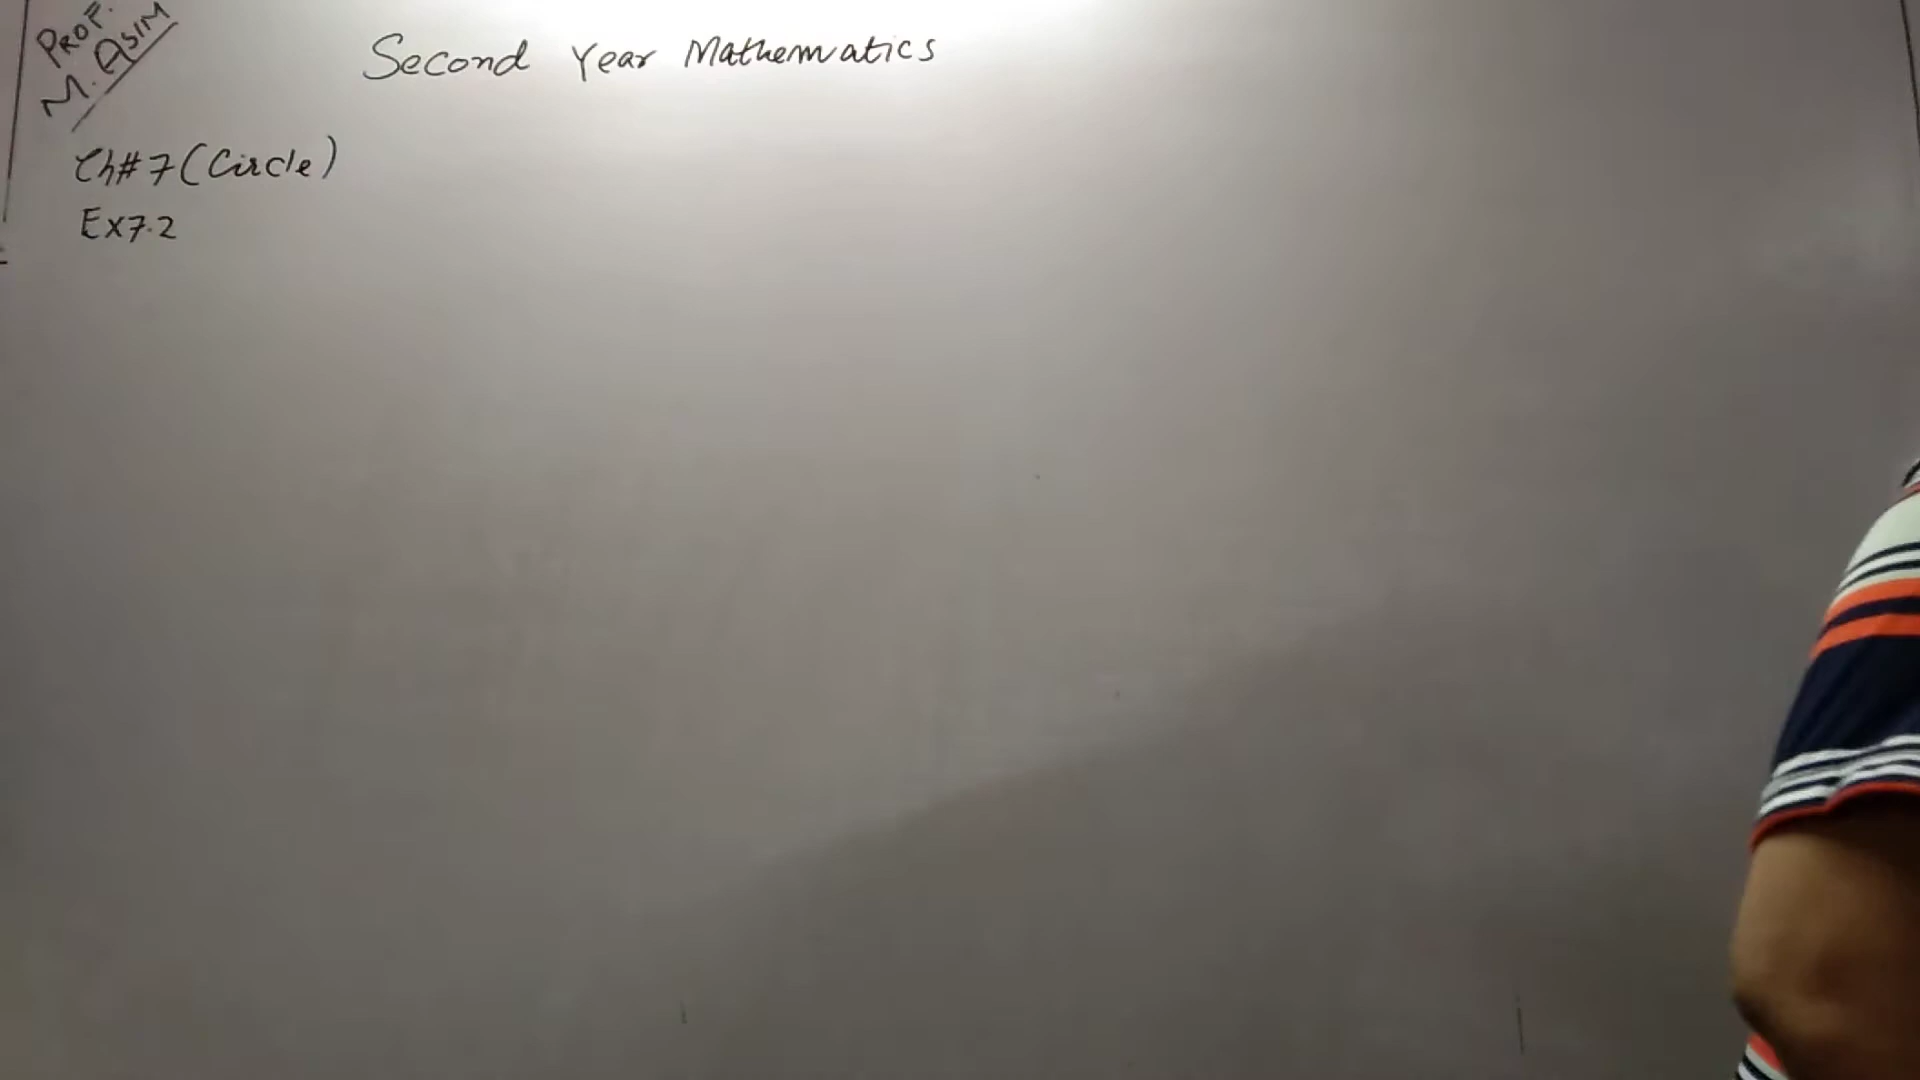 PROF.
M. ASIM
Second Year Mathematics
Ch# 7 (Circle)
Ex7.2